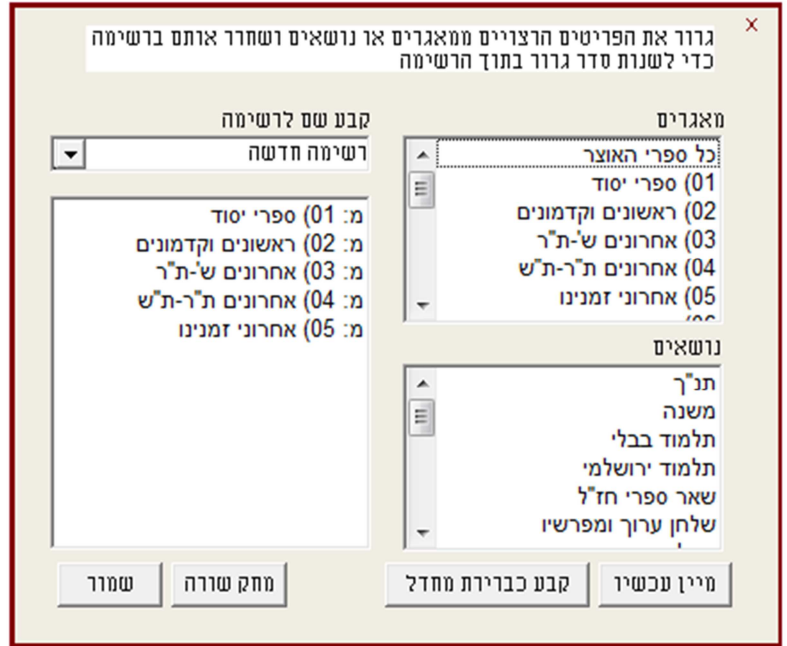 גרור את הפריטים הרצויים ממאגרים או נושאים ושחרר אותם ברשימה
כדי לשנות סדר גרור בתוך הרשימה
מאגרים
כל ספרי האוצר
01) ספרי יסוד
02) ראשונים וקדמונים
03) אחרונים ש'-ת"ר
04) אחרונים ת"ר-ת"ש
05) אחרוני זמנינו
נושאים
תנ"ך
משנה
תלמוד בבלי
תלמוד ירושלמי
שאר ספרי חז"ל
שלחן ערוך ומפרשיו
קבע שם לרשימה
רשימה חדשה
מ: 01) ספרי יסוד
מ: 02) ראשונים וקדמונים
מ: 03) אחרונים ש'-ת"ר
מ: 04) אחרונים ת"ר-ת"ש
מ: 05) אחרוני זמנינו
מיין עכשיו
קבע כברירת מחדל
מחק שורה
שמור